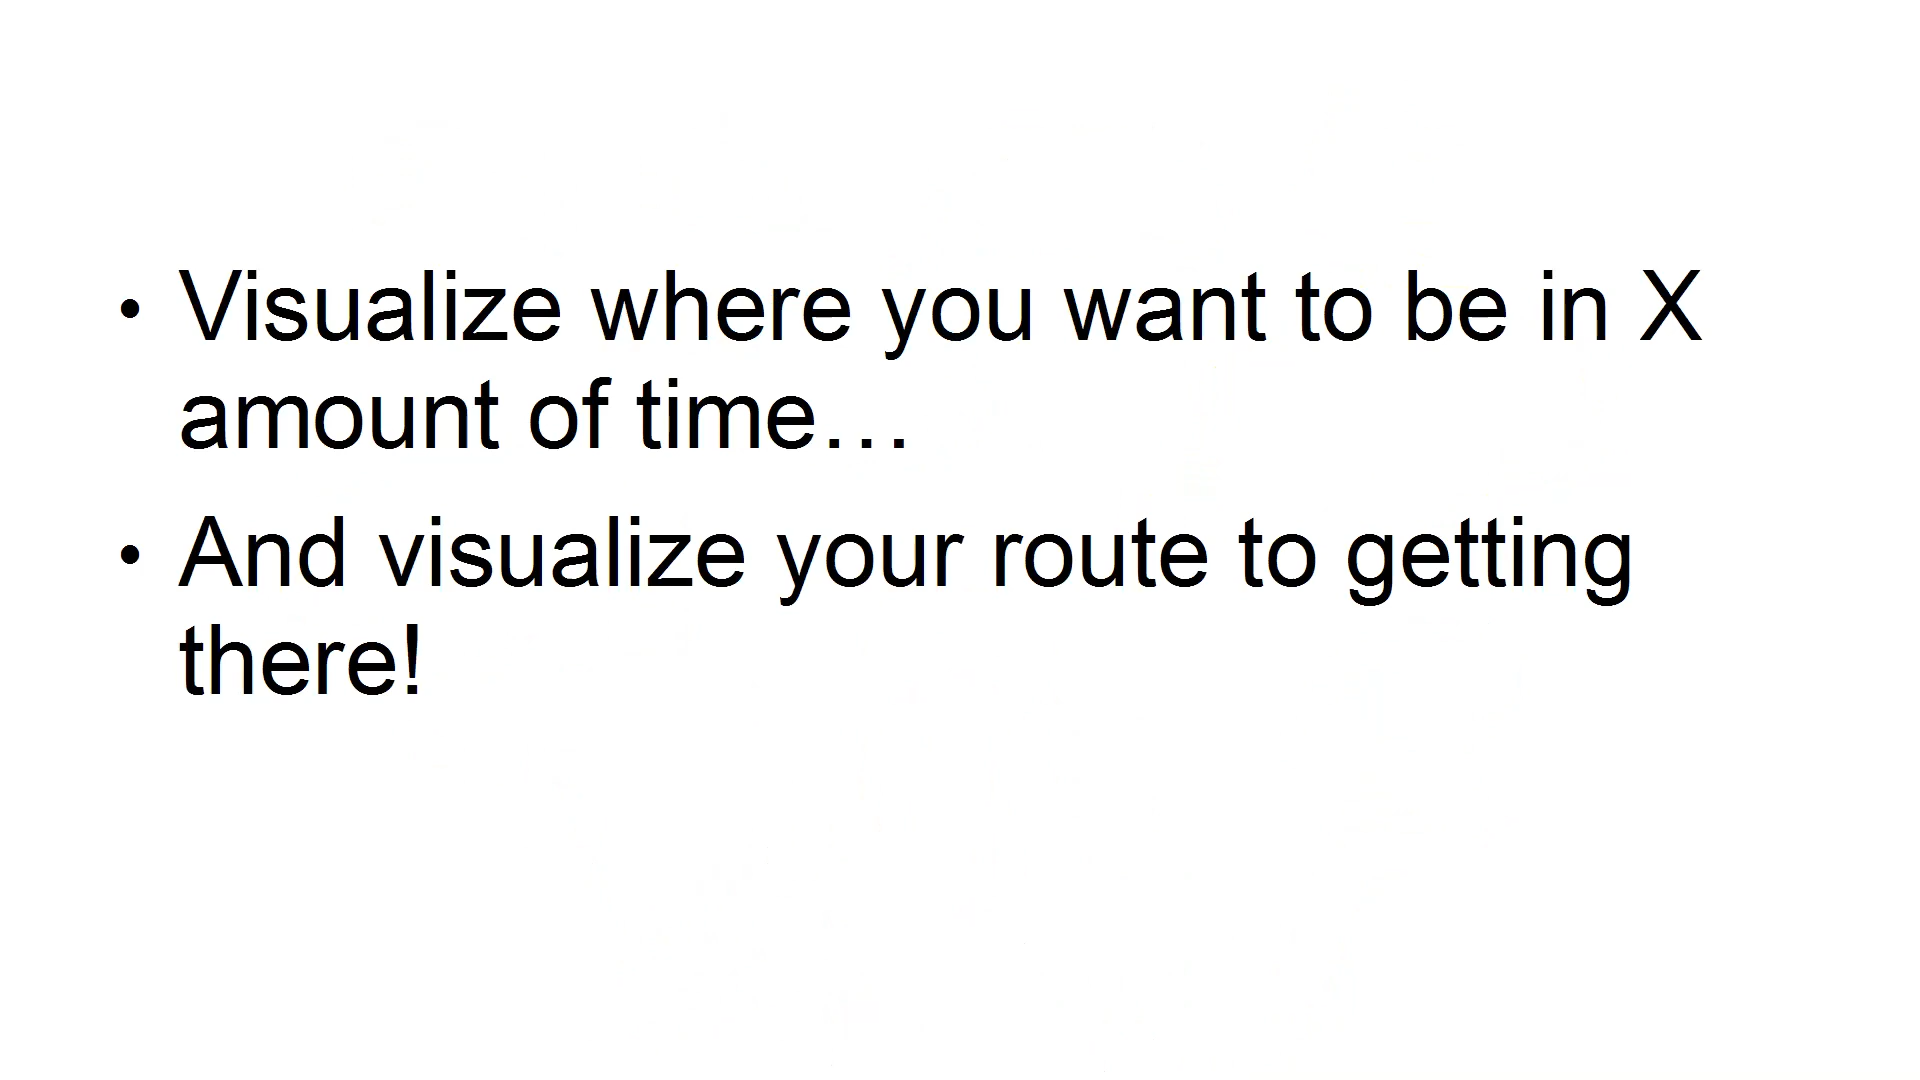 • Visualize where you want to be in X
amount of time…
• And visualize your route to getting
there!